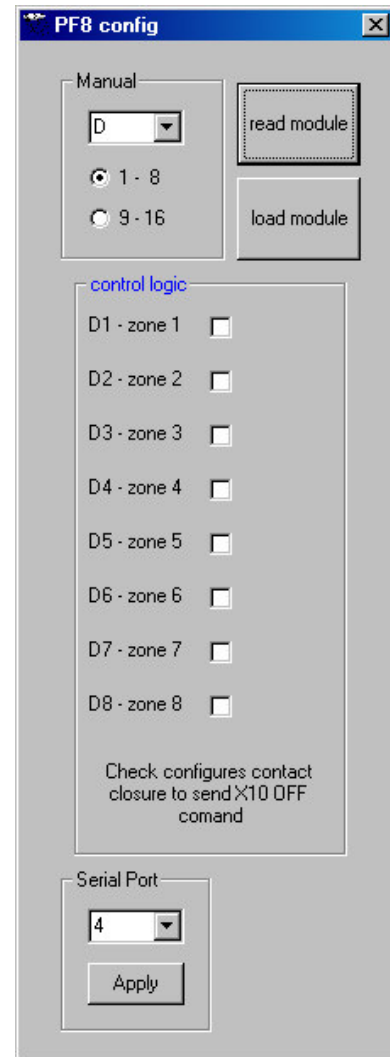 PF8 config
Manual
D
1 - 8
9 - 16
read module
load module
control logic
D1 - zone 1
D2 - zone 2
D3 - zone 3
D4 - zone 4
D5 - zone 5
D6 - zone 6
D7 - zone 7
D8 - zone 8
Check configures contact
closure to send X10 OFF
comand
Serial Port
4
Apply